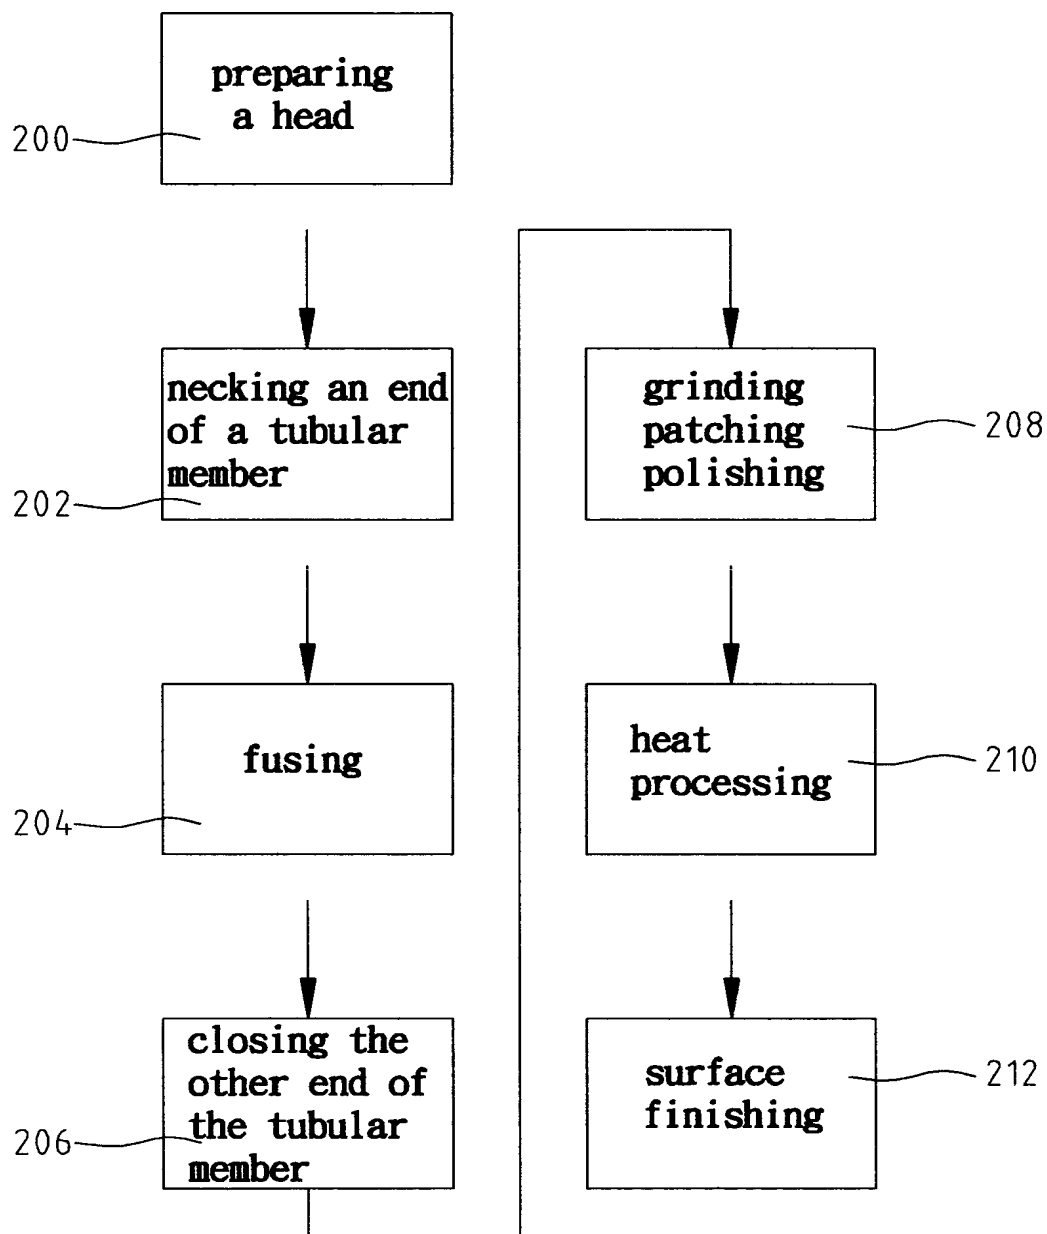 preparing
a head
200
necking an end
of a tubular
member
202
fusing
204
closing the
other end of
the tubular
member
206
grinding
patching
polishing
208
heat
processing
210
surface
finishing
212